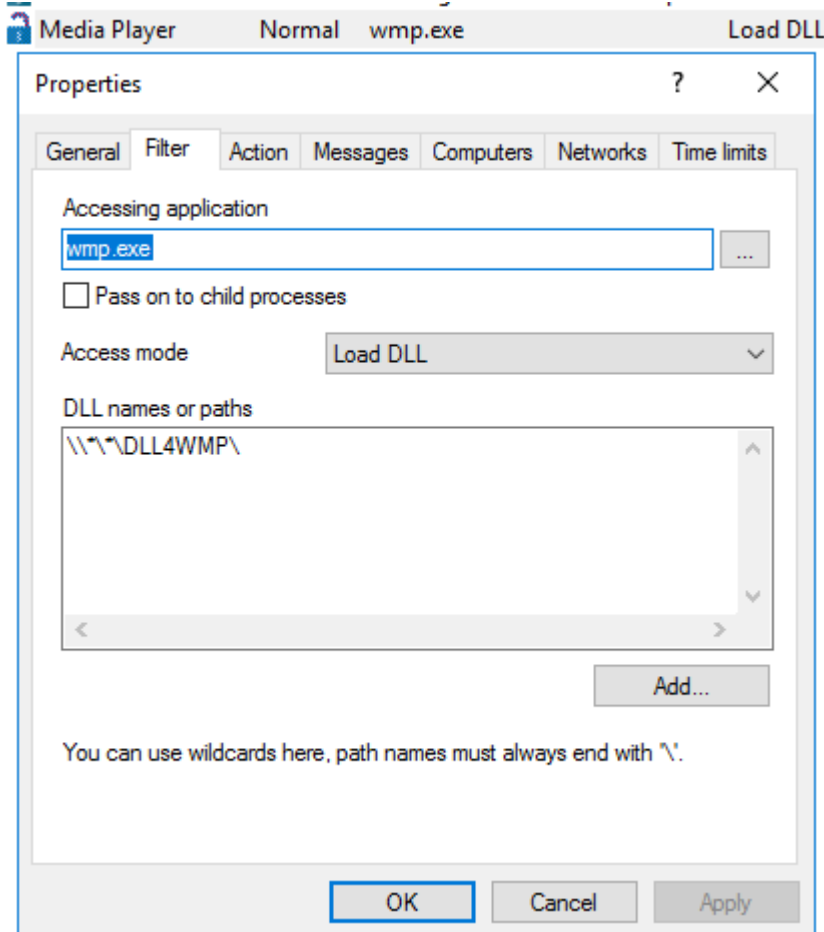 Media Player Normal wmp.exe Load DLL
Properties ? X
General Filter Action Messages Computers Networks Time limits
Accessing application
wmp.exe
...
Pass on to child processes
Access mode Load DLL
DLL names or paths
\\*\*\DLL4WMP\
Add...
You can use wildcards here, path names must always end with '\'.
OK Cancel Apply